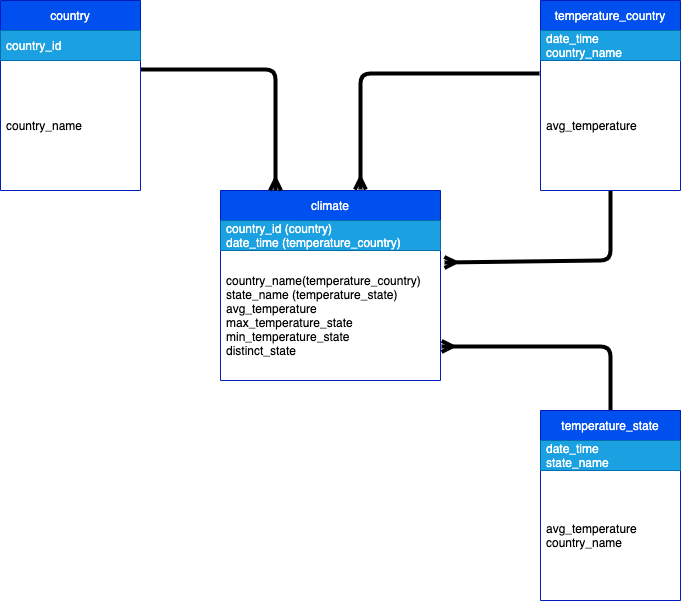 country
country_id
country_name
temperature_country
date_time
country_name
avg_temperature
climate
country_id (country)
date_time (temperature_country)
country_name(temperature_country)
state_name (temperature_state)
avg_temperature
max_temperature_state
min_temperature_state
distinct_state
temperature_state
date_time
state_name
avg_temperature
country_name